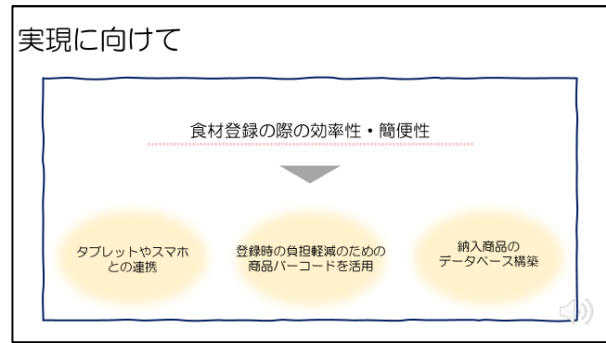 実現に向けて
食材登録の際の効率性・簡便性
タブレットやスマホ
との連携
登録時の負担軽減のための
商品バーコードを活用
納入商品の
データベース構築